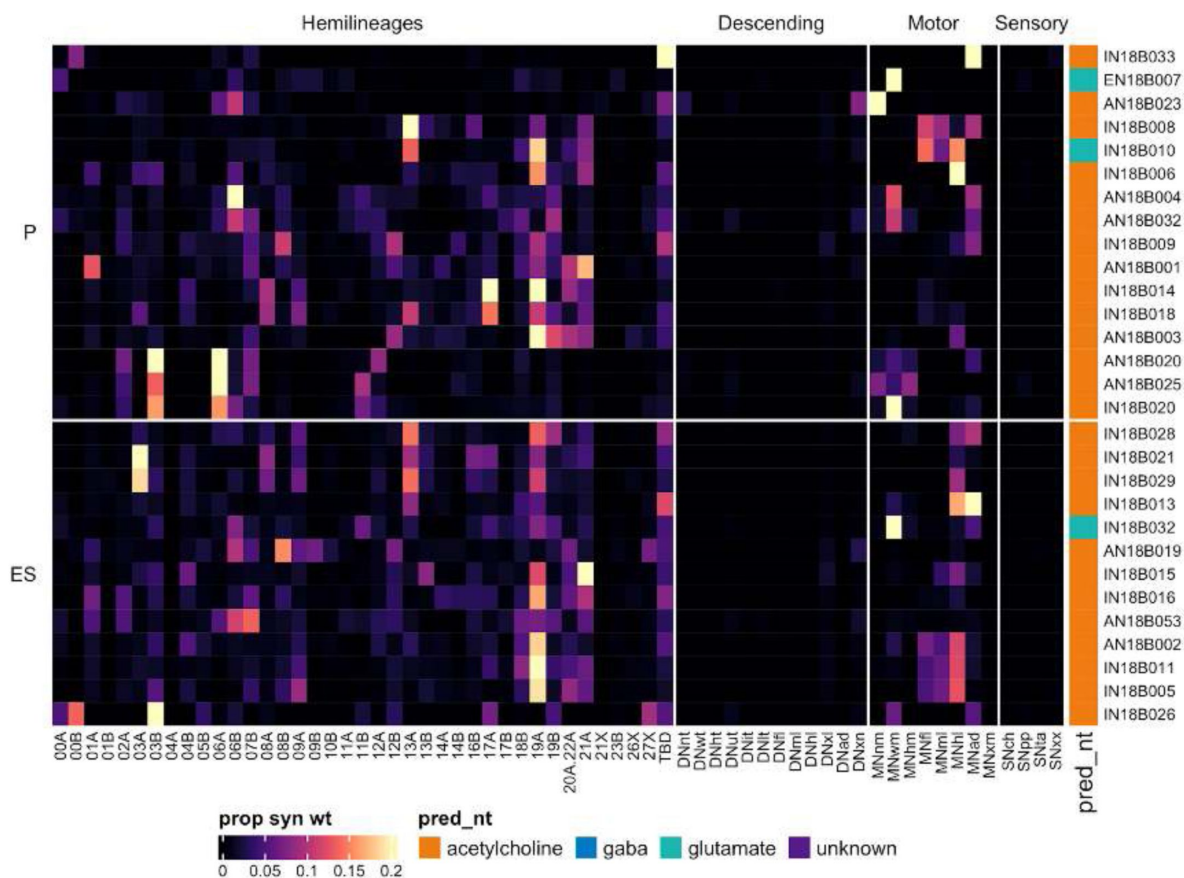 Hemilineages Descending Motor Sensory
IN18B033
EN18B007
AN18B023
IN18B008
IN18B010
IN18B006
AN18B004
AN18B032
P
IN18B009
AN18B001
IN18B014
IN18B018
AN18B003
AN18B020
AN18B025
IN18B020
IN18B028
IN18B021
IN18B029
IN18B013
IN18B032
AN18B019
ES
IN18B015
IN18B016
AN18B053
AN18B002
IN18B011
IN18B005
IN18B026
00A 00B 01A 01B 02A 03A 03B 04A 04B 05B 06A 06B 07B 08A 08B 09A 09B 10B 11A 11B 12A 12B 13A 13B 14A 14B 16B 17A 17B 18B 19A 19B 20A.22A 21A 21X 23B 26X 27X TBD DNnt DNwt DNht DNut DNit DNlt DNfl DNml DNhl DNxl DNad DNxn MNnm MNwm MNhm MNfl MNml MNhl MNad MNxm SNch SNpp SNta SNxx pred_nt
prop syn wt pred_nt
acetylcholine gaba glutamate unknown
0 0.05 0.1 0.15 0.2